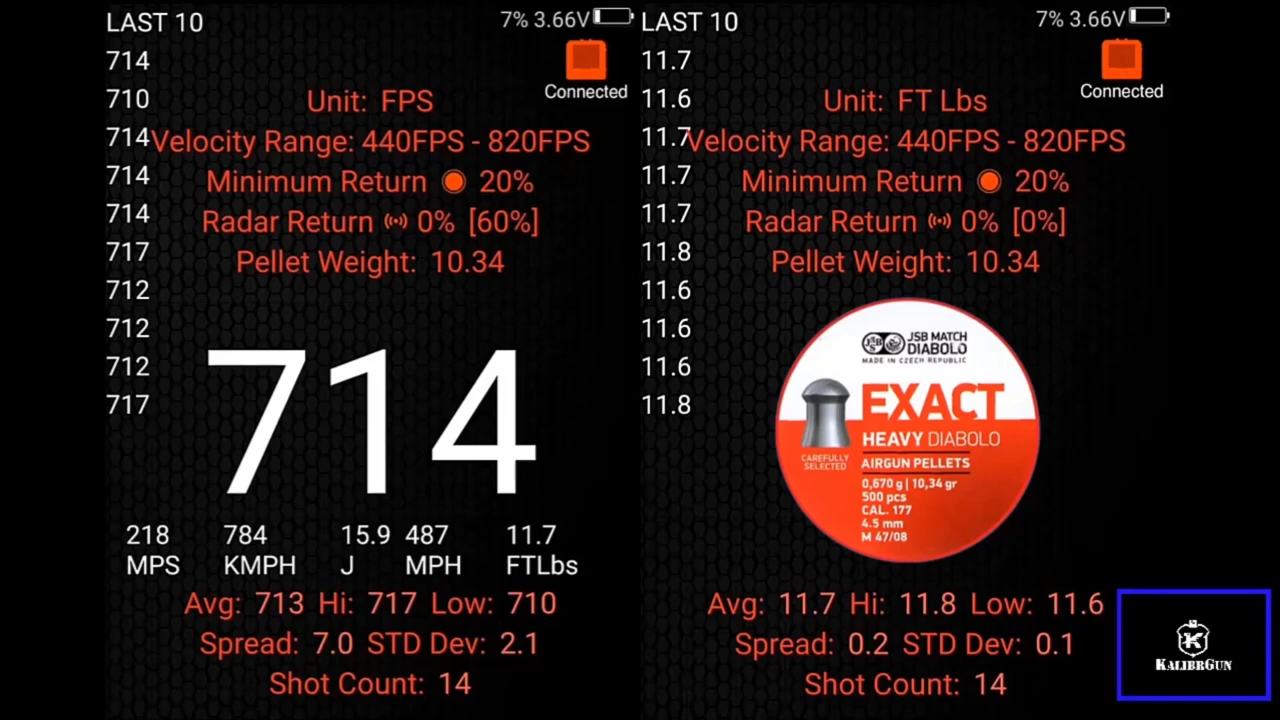 LAST 10
7% 3.66V
714
Connected
710
Unit: FPS
714
Velocity Range: 440FPS - 820FPS
714
Minimum Return 20%
714
Radar Return 0% [60%]
717
Pellet Weight: 10.34
712
712
712
717
714
218 784 15.9 487 11.7
MPS KMPH J MPH FTLbs
Avg: 713 Hi: 717 Low: 710
Spread: 7.0 STD Dev: 2.1
Shot Count: 14
LAST 10
7% 3.66V
11.7
Connected
11.6
Unit: FT Lbs
11.7
Velocity Range: 440FPS - 820FPS
11.7
Minimum Return 20%
11.7
Radar Return 0% [0%]
11.8
Pellet Weight: 10.34
11.6
11.6
11.6
11.8
JSB
JSB MATCH
DIABOLO
MADE IN CZECH REPUBLIC
EXACT
HEAVY DIABOLO
CAREFULLY
SELECTED
AIRGUN PELLETS
0,670 g | 10,34 gr
500 pcs
CAL. 177
4.5 mm
M 47/08
Avg: 11.7 Hi: 11.8 Low: 11.6
Spread: 0.2 STD Dev: 0.1
Shot Count: 14
K
KALIBRGUN